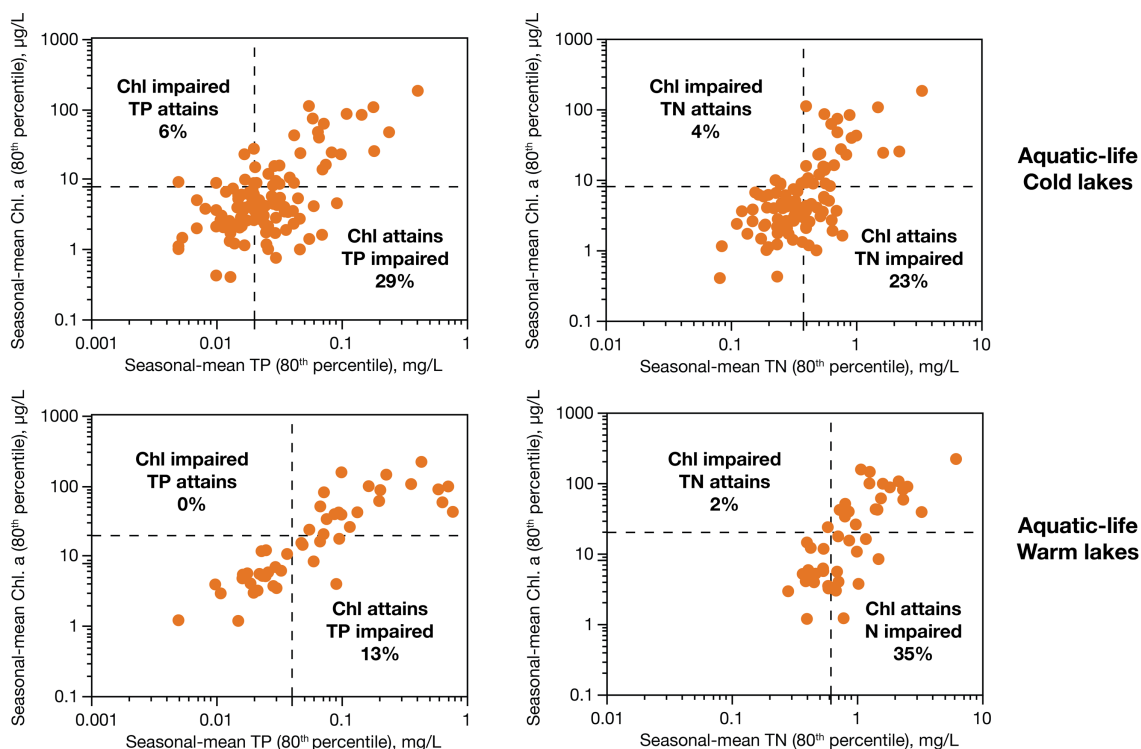 Seasonal-mean Chl. a (80th percentile), µg/L
1000
100
10
1
0.1
Chl impaired
TP attains
6%
Chl attains
TP impaired
29%
0.001
0.01
0.1
1
Seasonal-mean TP (80th percentile), mg/L
Seasonal-mean Chl. a (80th percentile), µg/L
1000
100
10
1
0.1
Chl impaired
TN attains
4%
Chl attains
TN impaired
23%
0.01
0.1
1
10
Seasonal-mean TN (80th percentile), mg/L
Aquatic-life
Cold lakes
Seasonal-mean Chl. a (80th percentile), µg/L
1000
100
10
1
0.1
Chl impaired
TP attains
0%
Chl attains
TP impaired
13%
0.001
0.01
0.1
1
Seasonal-mean TP (80th percentile), mg/L
Seasonal-mean Chl. a (80th percentile), µg/L
1000
100
10
1
0.1
Chl impaired
TN attains
2%
Chl attains
N impaired
35%
0.01
0.1
1
10
Seasonal-mean TN (80th percentile), mg/L
Aquatic-life
Warm lakes